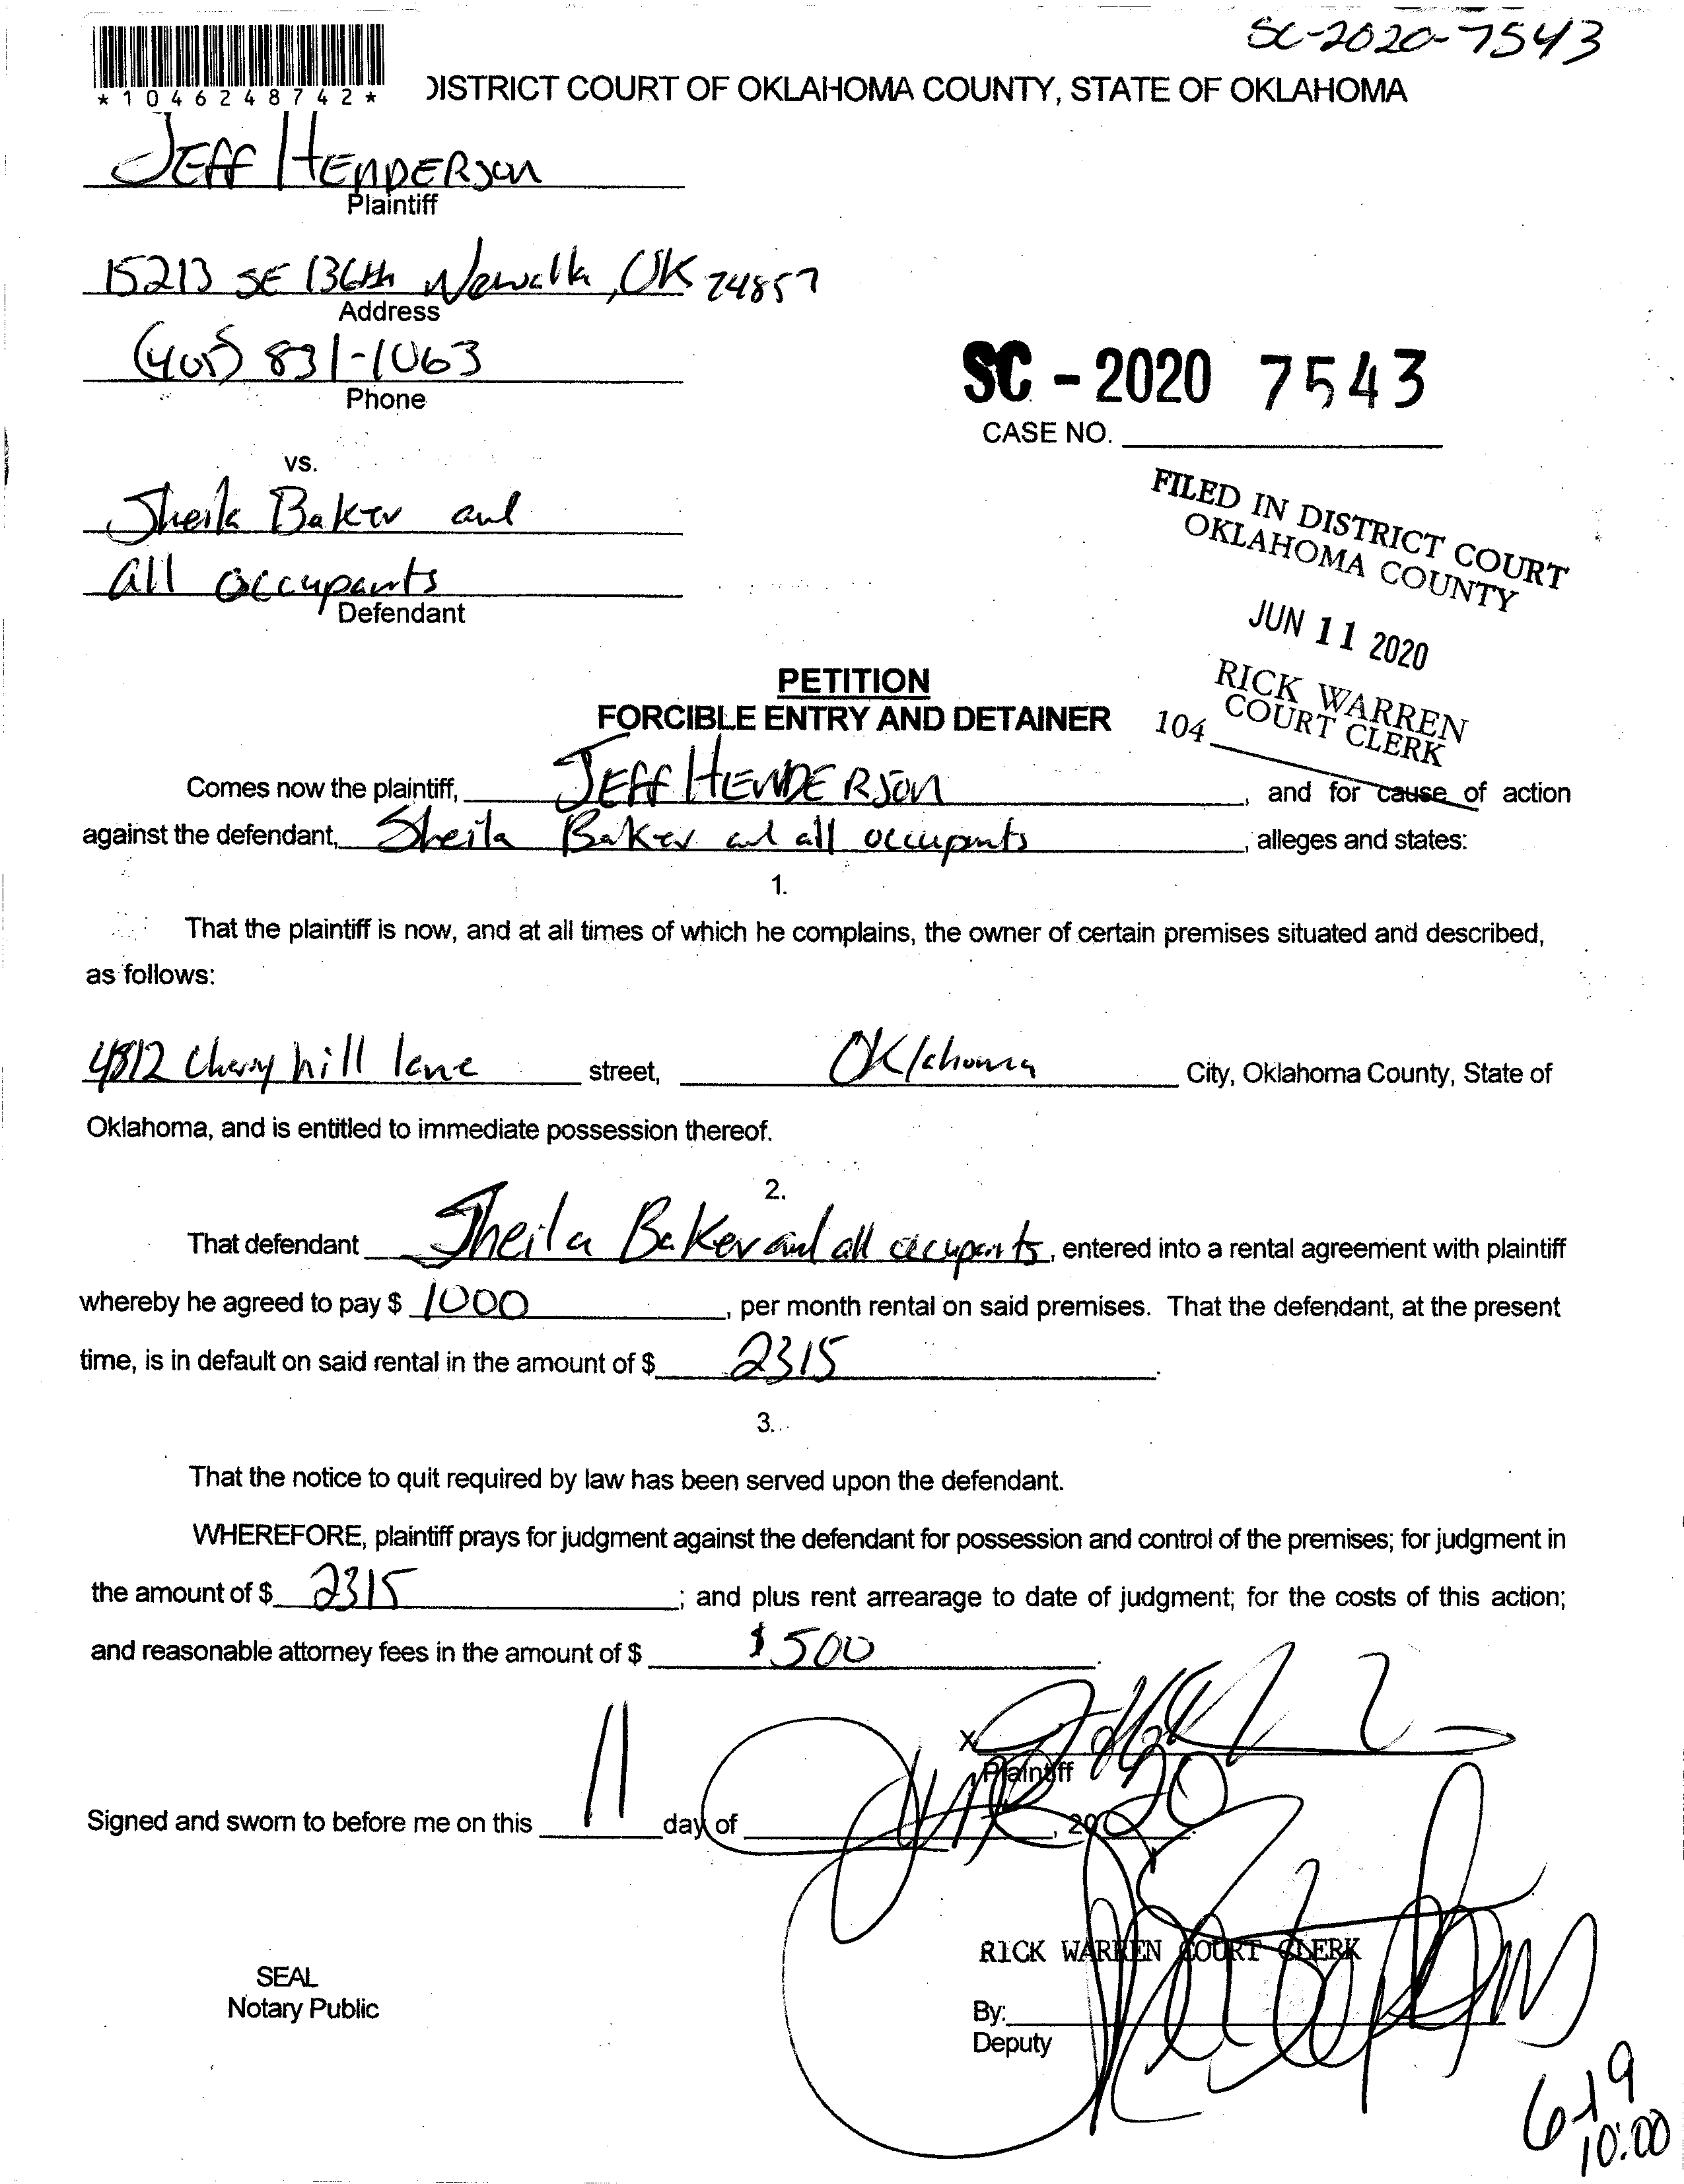 SC-2020-7543
*1046248742*
DISTRICT COURT OF OKLAHOMA COUNTY, STATE OF OKLAHOMA
JEFF HENDERSON
Plaintiff
15213 SE 136th Newalla, OK 74857
Address
(405) 831-1063
Phone
SC - 2020 7543
CASE NO.
vs.
Sheila Baker and
all occupants
Defendant
FILED IN DISTRICT COURT
OKLAHOMA COUNTY
JUN 11 2020
RICK WARREN
COURT CLERK
104
PETITION
FORCIBLE ENTRY AND DETAINER
Comes now the plaintiff, JEFF HENDERSON, and for cause of action
against the defendant, Sheila Baker and all occupants, alleges and states:
1.
That the plaintiff is now, and at all times of which he complains, the owner of certain premises situated and described,
as follows:
4812 Cherry hill lane street, Oklahoma City, Oklahoma County, State of
Oklahoma, and is entitled to immediate possession thereof.
2.
That defendant Sheila Baker and all occupants, entered into a rental agreement with plaintiff
whereby he agreed to pay $ 1000, per month rental on said premises. That the defendant, at the present
time, is in default on said rental in the amount of $ 2315.
3.
That the notice to quit required by law has been served upon the defendant.
WHEREFORE, plaintiff prays for judgment against the defendant for possession and control of the premises; for judgment in
the amount of $ 2315; and plus rent arrearage to date of judgment; for the costs of this action;
and reasonable attorney fees in the amount of $ $500.
X
Plaintiff
Signed and sworn to before me on this 11 day of June, 2020.
RICK WARREN COURT CLERK
SEAL
Notary Public
By:
Deputy
6-19
10:00